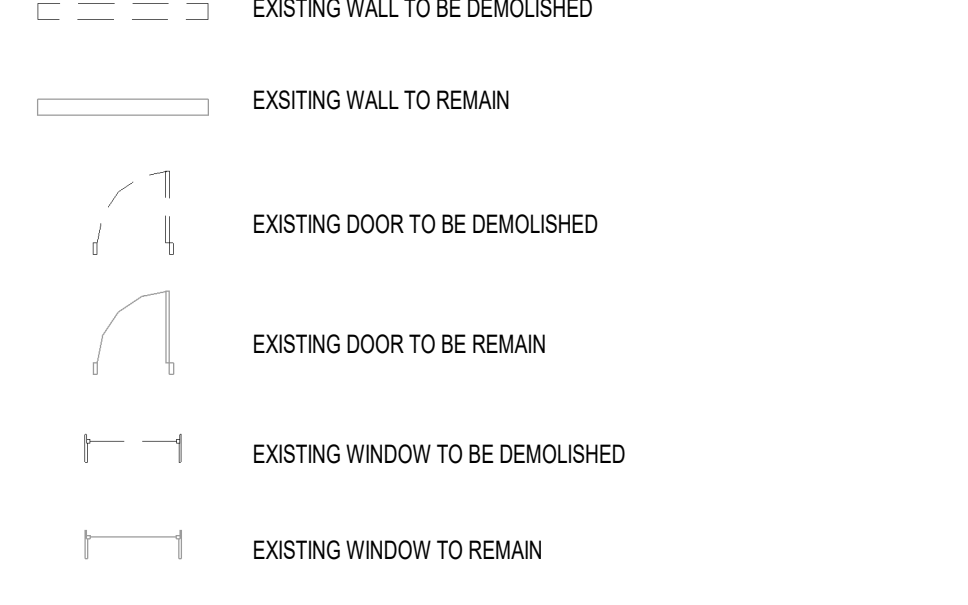 EXISTING WALL TO BE DEMOLISHED
EXSITING WALL TO REMAIN
EXISTING DOOR TO BE DEMOLISHED
EXISTING DOOR TO BE REMAIN
EXISTING WINDOW TO BE DEMOLISHED
EXISTING WINDOW TO REMAIN